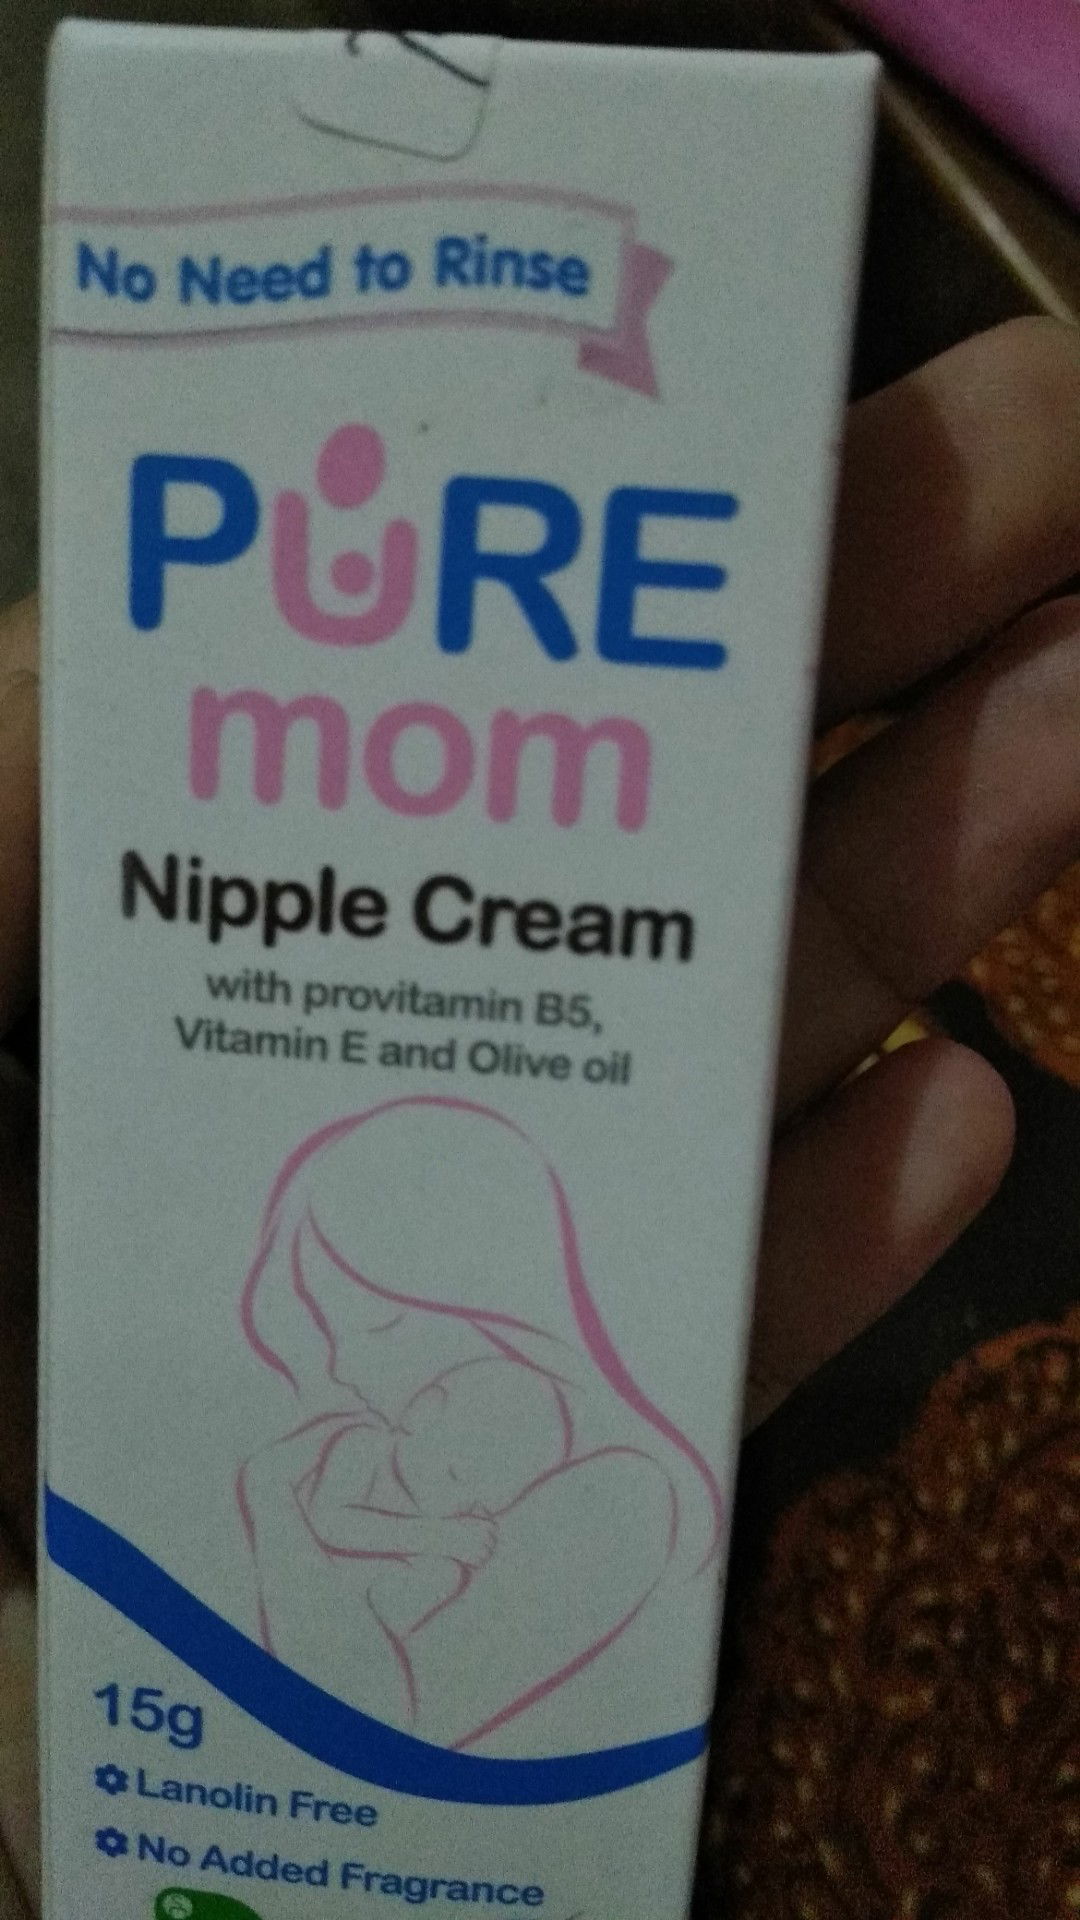 No Need to Rinse
PURE
mom
Nipple Cream
with provitamin B5,
Vitamin E and Olive oil
15g
Lanolin Free
No Added Fragrance